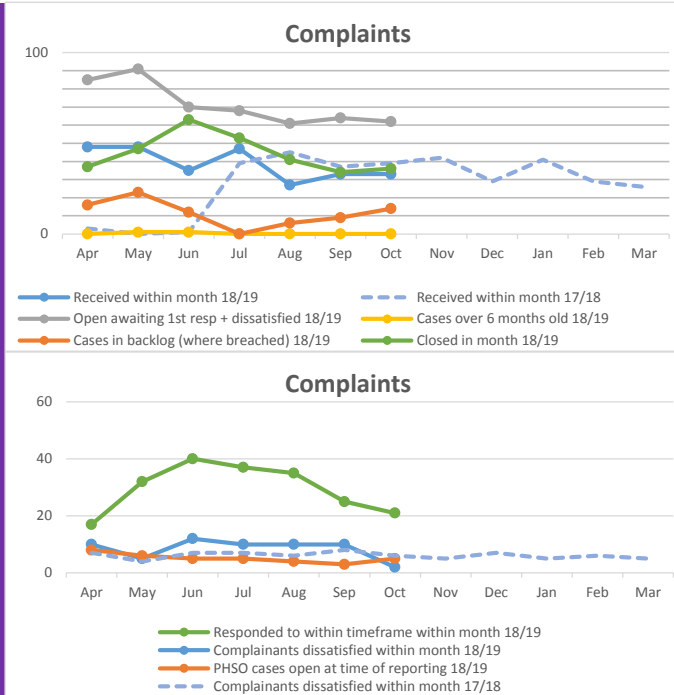 Complaints
100
0
Apr May Jun Jul Aug Sep Oct Nov Dec Jan Feb Mar
Received within month 18/19 Received within month 17/18
Open awaiting 1st resp + dissatisfied 18/19 Cases over 6 months old 18/19
Cases in backlog (where breached) 18/19 Closed in month 18/19
Complaints
60
40
20
0
Apr May Jun Jul Aug Sep Oct Nov Dec Jan Feb Mar
Responded to within timeframe within month 18/19
Complainants dissatisfied within month 18/19
PHSO cases open at time of reporting 18/19
Complainants dissatisfied within month 17/18